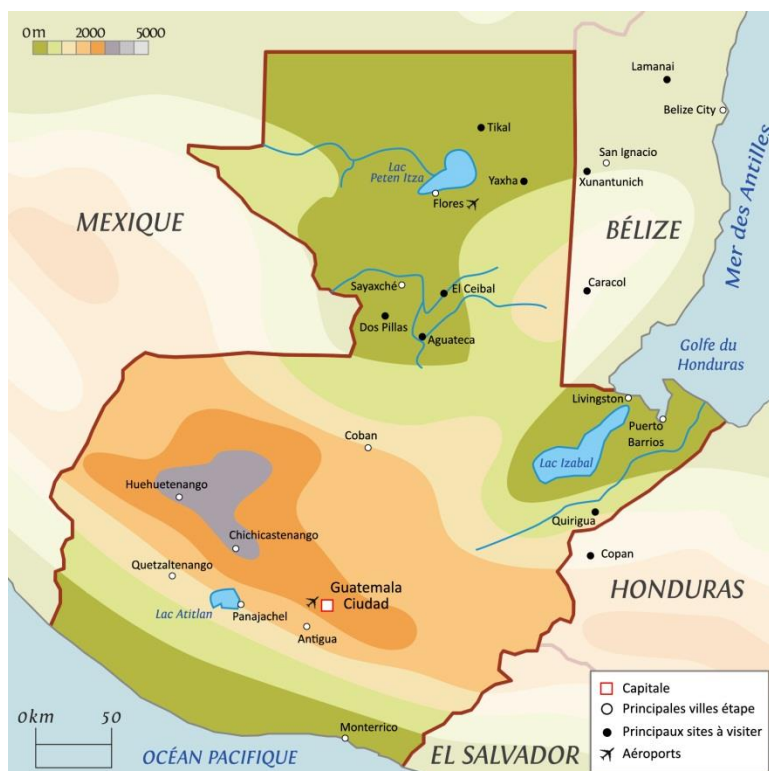 0 m 2000 5000
Lamanai
Belize City
Tikal
Lac
Peten Itza
San Ignacio
Yaxha
Xunantunich
Flores
MEXIQUE
BÉLIZE
Mer des Antilles
Sayaxché
El Ceibal
Caracol
Dos Pillas
Aguateca
Golfe du
Honduras
Livingston
Puerto
Barrios
Coban
Lac Izabal
Huehuetenango
Quirigua
Chichicastenango
Copan
Quetzaltenango
Guatemala
Ciudad
HONDURAS
Lac Atitlan
Panajachel
Antigua
Capitale
Principales villes étape
Principaux sites à visiter
Aéroports
0km 50
Monterrico
OCÉAN PACIFIQUE
EL SALVADOR